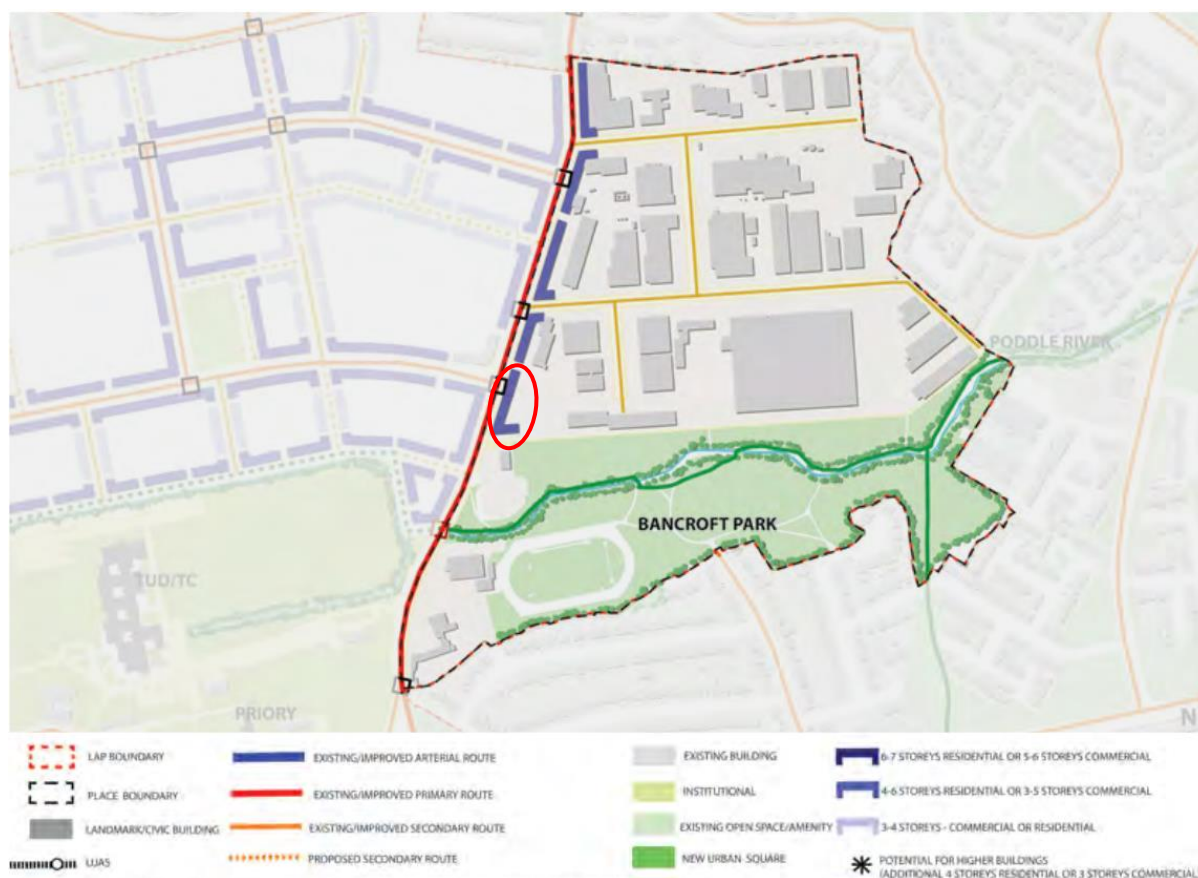 PODDLE RIVER
BANCROFT PARK
TUD/TC
PRIORY
N
LAP BOUNDARY
PLACE BOUNDARY
LANDMARK/CIVIC BUILDING
LUAS
EXISTING/IMPROVED ARTERIAL ROUTE
EXISTING/IMPROVED PRIMARY ROUTE
EXISTING/IMPROVED SECONDARY ROUTE
PROPOSED SECONDARY ROUTE
EXISTING BUILDING
INSTITUTIONAL
EXISTING OPEN SPACE/AMENITY
NEW URBAN SQUARE
6-7 STOREYS RESIDENTIAL OR 5-6 STOREYS COMMERCIAL
4-6 STOREYS RESIDENTIAL OR 3-5 STOREYS COMMERCIAL
3-4 STOREYS - COMMERCIAL OR RESIDENTIAL
POTENTIAL FOR HIGHER BUILDINGS
(ADDITIONAL 4 STOREYS RESIDENTIAL OR 3 STOREYS COMMERCIAL